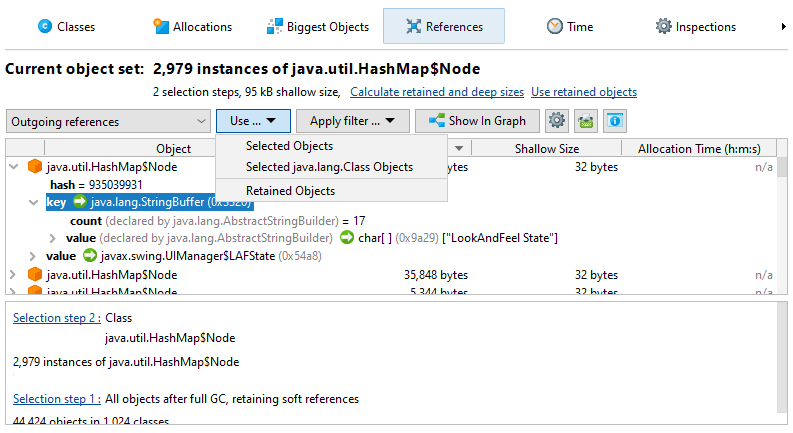 Classes Allocations Biggest Objects References Time Inspections
Current object set: 2,979 instances of java.util.HashMap$Node
2 selection steps, 95 kB shallow size, Calculate retained and deep sizes Use retained objects
Outgoing references Use ... Apply filter ... Show In Graph
Selected Objects
Selected java.lang.Class Objects
Retained Objects
Object Shallow Size Allocation Time (h:m:s)
java.util.HashMap$Node bytes 32 bytes n/a
hash = 935039931
key java.lang.StringBuffer
count (declared by java.lang.AbstractStringBuilder) = 17
value (declared by java.lang.AbstractStringBuilder) char[ ] (0x9a29) ["LookAndFeel State"]
value javax.swing.UIManager$LAFState (0x54a8)
java.util.HashMap$Node 35,848 bytes 32 bytes n/a
java.util.HashMap$Node 5,344 bytes 32 bytes n/a
Selection step 2 : Class
java.util.HashMap$Node
2,979 instances of java.util.HashMap$Node
Selection step 1 : All objects after full GC, retaining soft references
44,424 objects in 1,024 classes